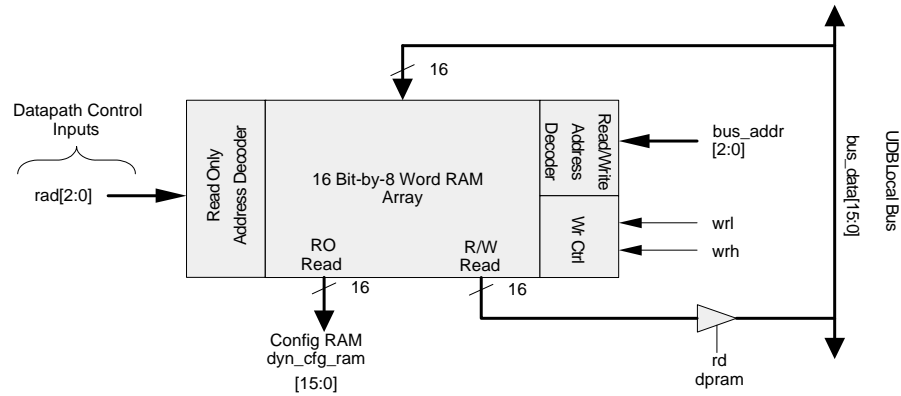 16
Datapath Control
Inputs
rad[2:0]
Read Only
Address Decoder
16 Bit-by-8 Word RAM
Array
Read/Write
Address
Decoder
bus_addr
[2:0]
Wr Ctrl
wrl
wrh
RO
Read
R/W
Read
16
16
Config RAM
dyn_cfg_ram
[15:0]
rd
dpram
bus_data[15:0]
UDB Local Bus